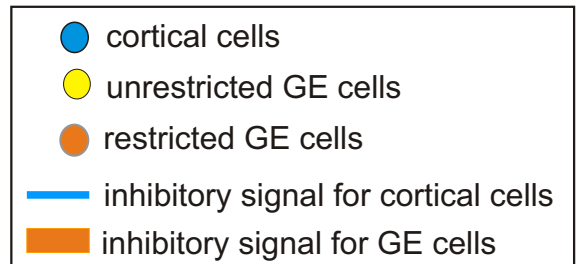 cortical cells
unrestricted GE cells
restricted GE cells
inhibitory signal for cortical cells
inhibitory signal for GE cells